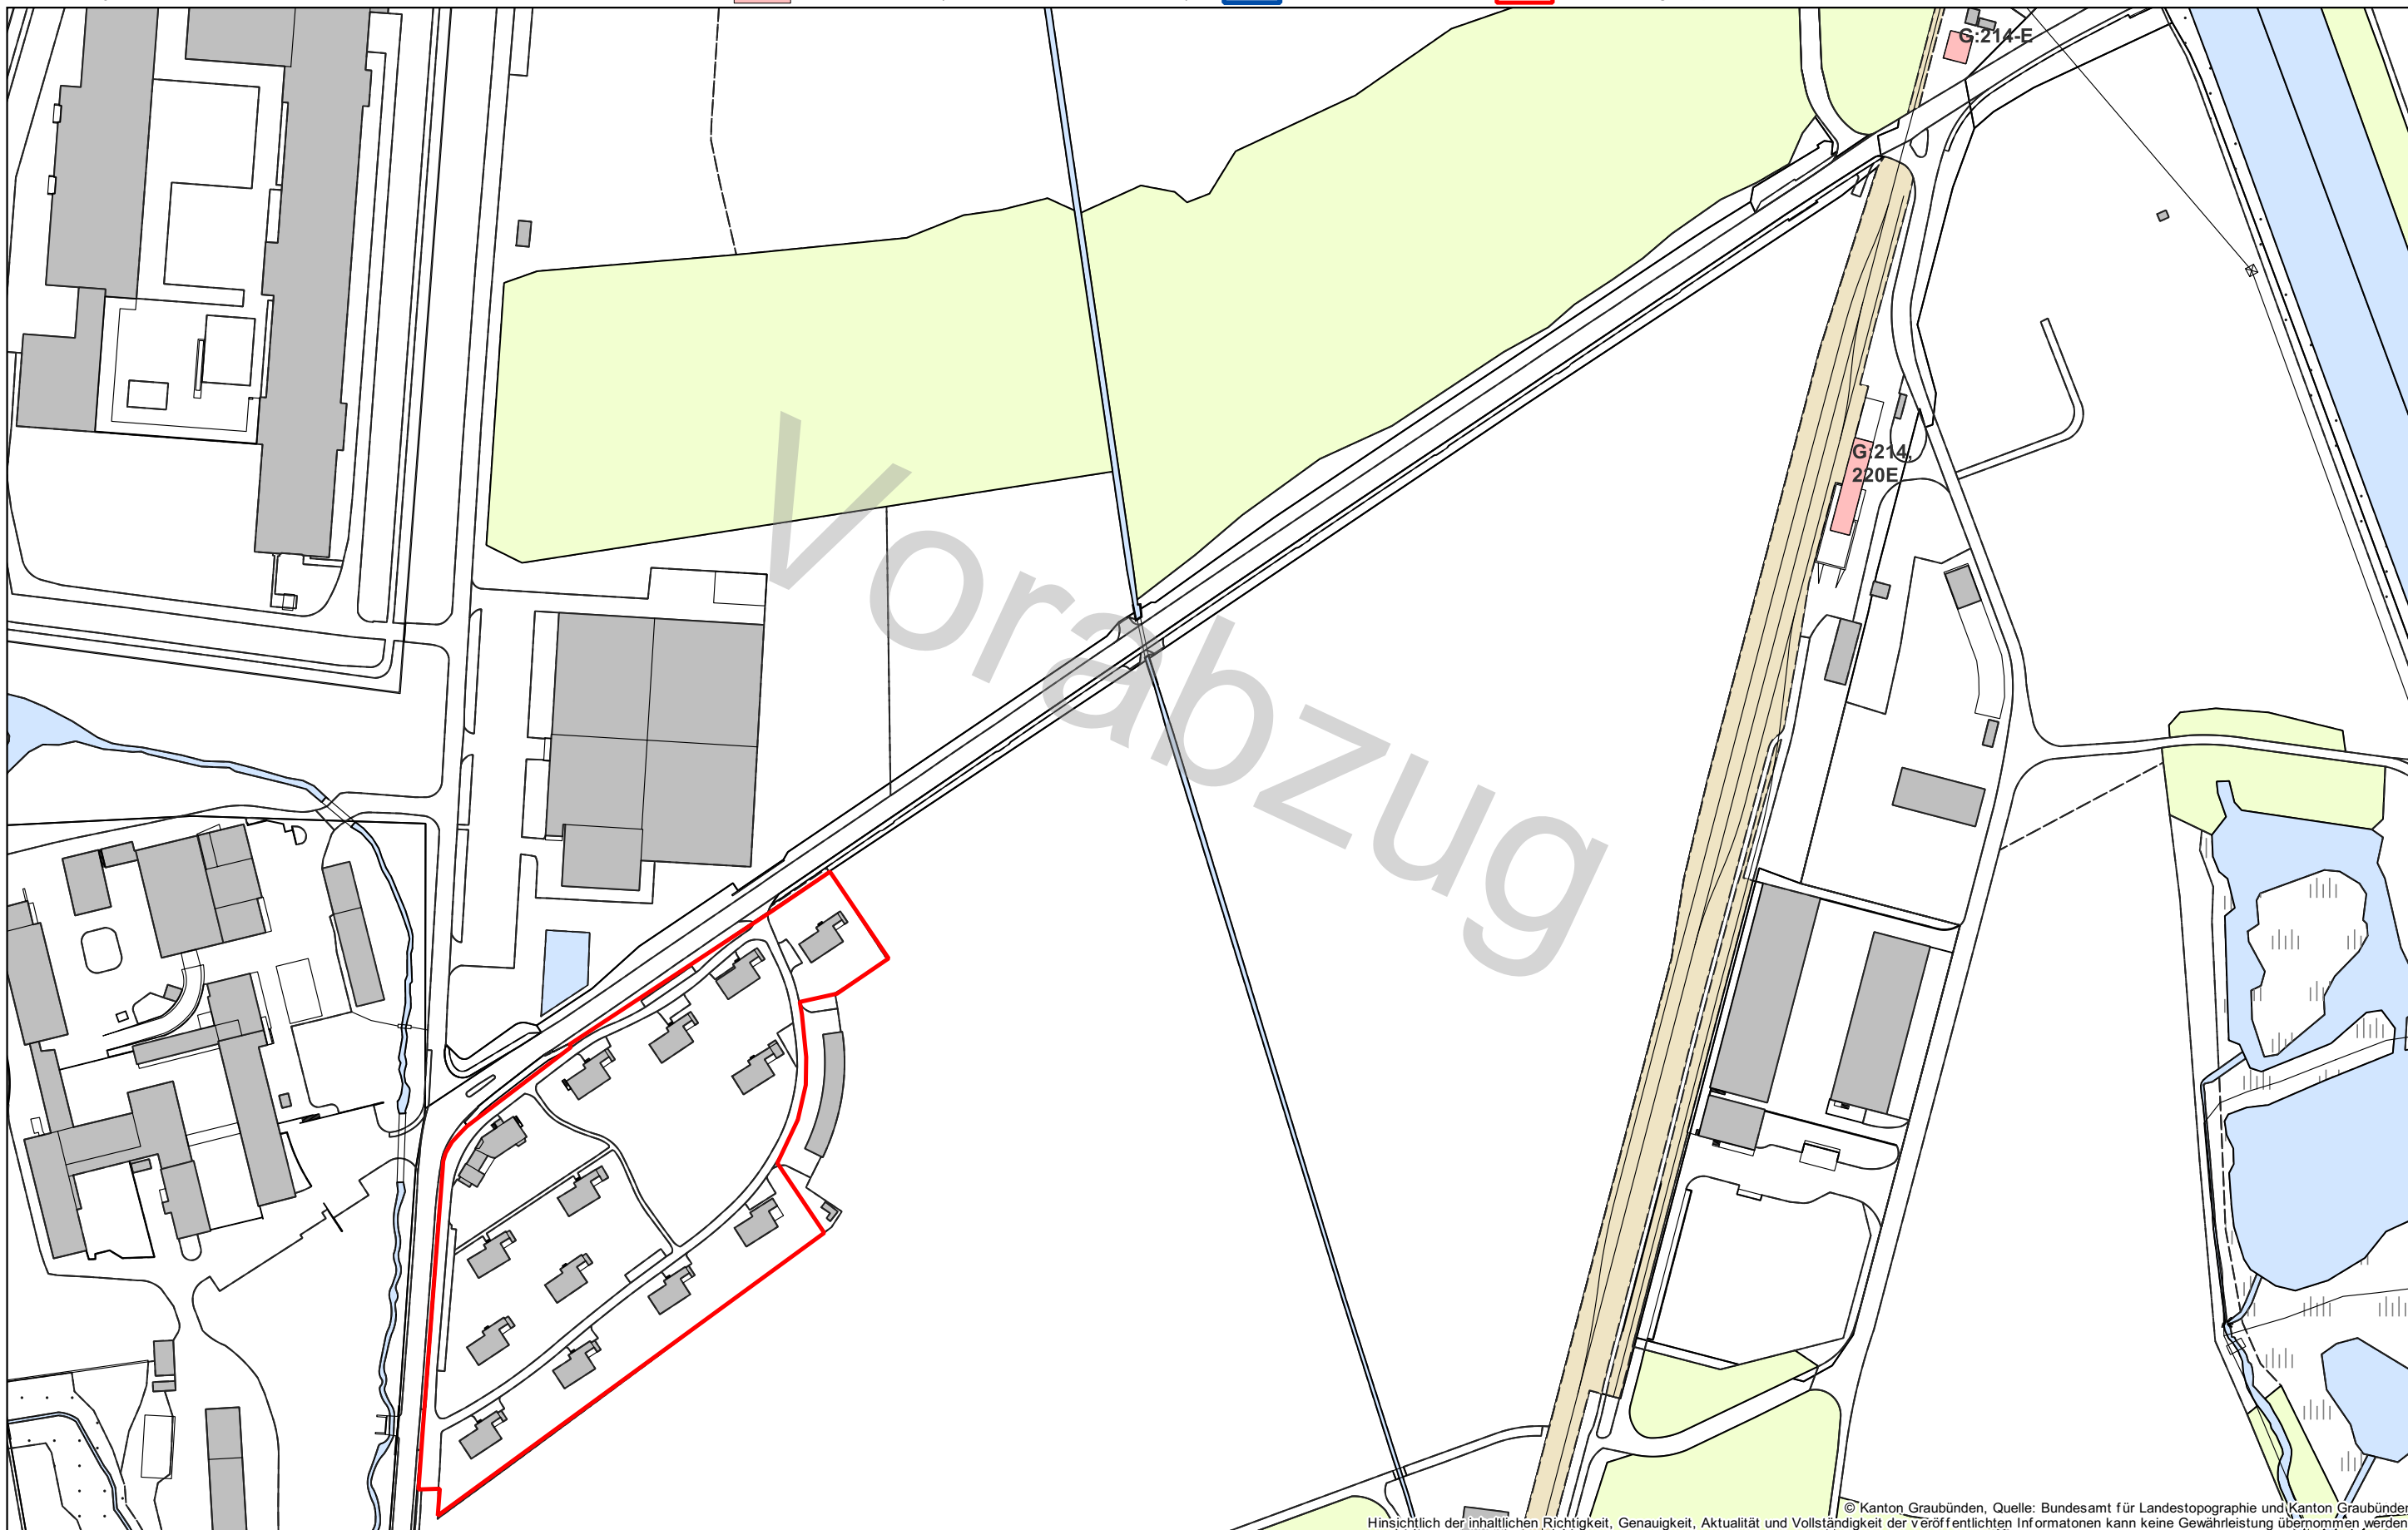 G:214-E
G:214,
220E
Vorabzug
© Kanton Graubünden, Quelle: Bundesamt für Landestopographie und Kanton Graubünden
Hinsichtlich der inhaltlichen Richtigkeit, Genauigkeit, Aktualität und Vollständigkeit der veröffentlichten Informatonen kann keine Gewährleistung übernommen werden.